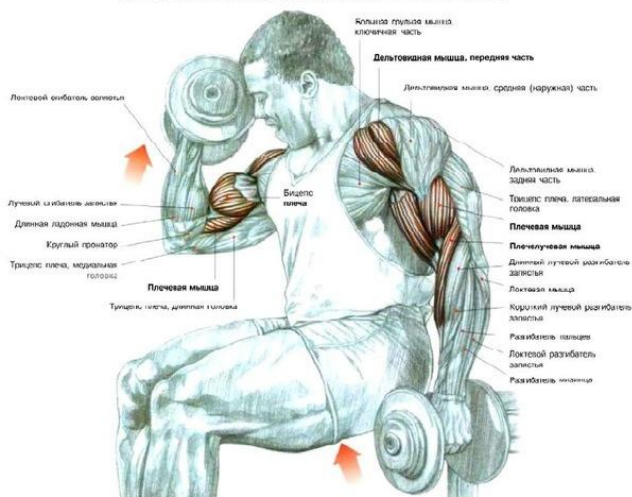 Большая грудная мышца,
ключичная часть
Дельтовидная мышца, передняя часть
Дельтовидная мышца, средняя (наружная) часть
Локтевой сгибатель запястья
Дельтовидная мышца,
задняя часть
Трицепс плеча, латеральная
головка
Плечевая мышца
Плечелучевая мышца
Длинный лучевой разгибатель
запястья
Локтевая мышца
Короткий лучевой разгибатель
запястья
Разгибатель пальцев
Локтевой разгибатель
запястья
Разгибатель мизинца
Бицепс
плеча
Лучевой сгибатель запястья
Длинная ладонная мышца
Круглый пронатор
Трицепс плеча, медиальная
головка
Плечевая мышца
Трицепс плеча, длинная головка